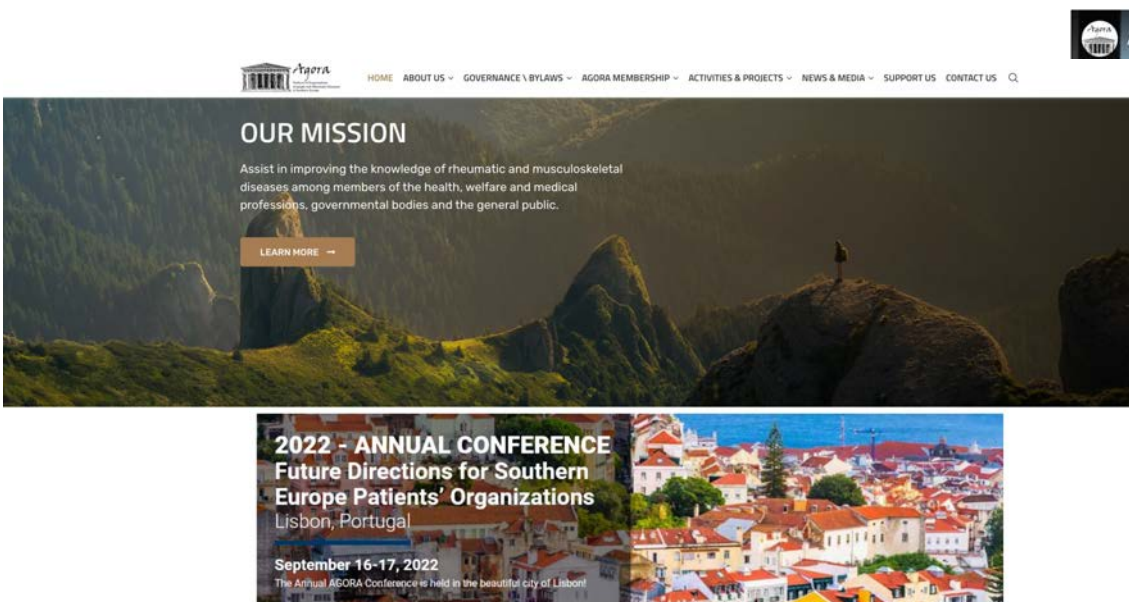 Agora
Agora
HOME ABOUT US GOVERNANCE \ BYLAWS AGORA MEMBERSHIP ACTIVITIES & PROJECTS NEWS & MEDIA SUPPORT US CONTACT US
OUR MISSION
Assist in improving the knowledge of rheumatic and musculoskeletal
diseases among members of the health, welfare and medical
professions, governmental bodies and the general public.
LEARN MORE →
2022 - ANNUAL CONFERENCE
Future Directions for Southern
Europe Patients' Organizations
Lisbon, Portugal
September 16-17, 2022
The Annual AGORA Conference is held in the beautiful city of Lisbon!